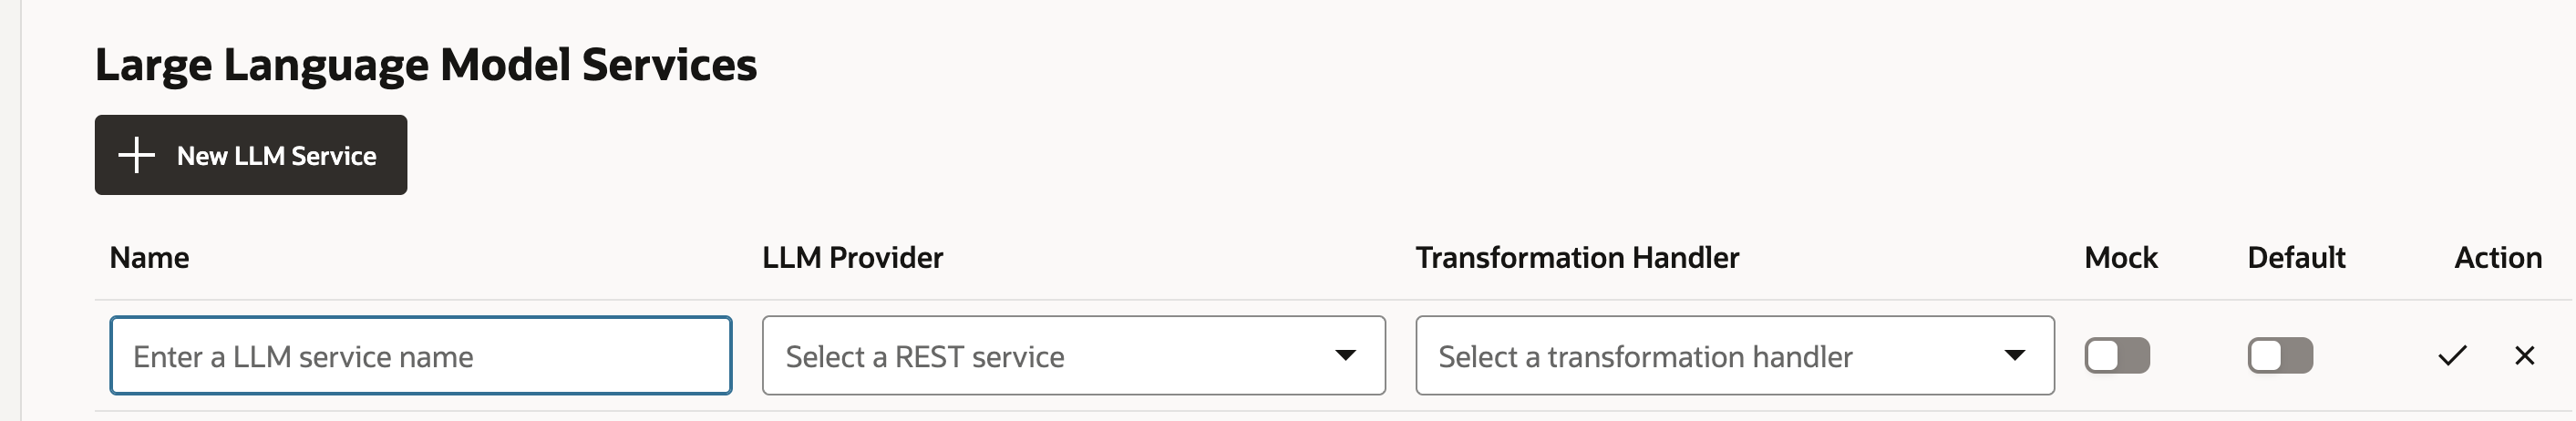 Large Language Model Services
New LLM Service
Name LLM Provider Transformation Handler Mock Default Action
Enter a LLM service name Select a REST service Select a transformation handler